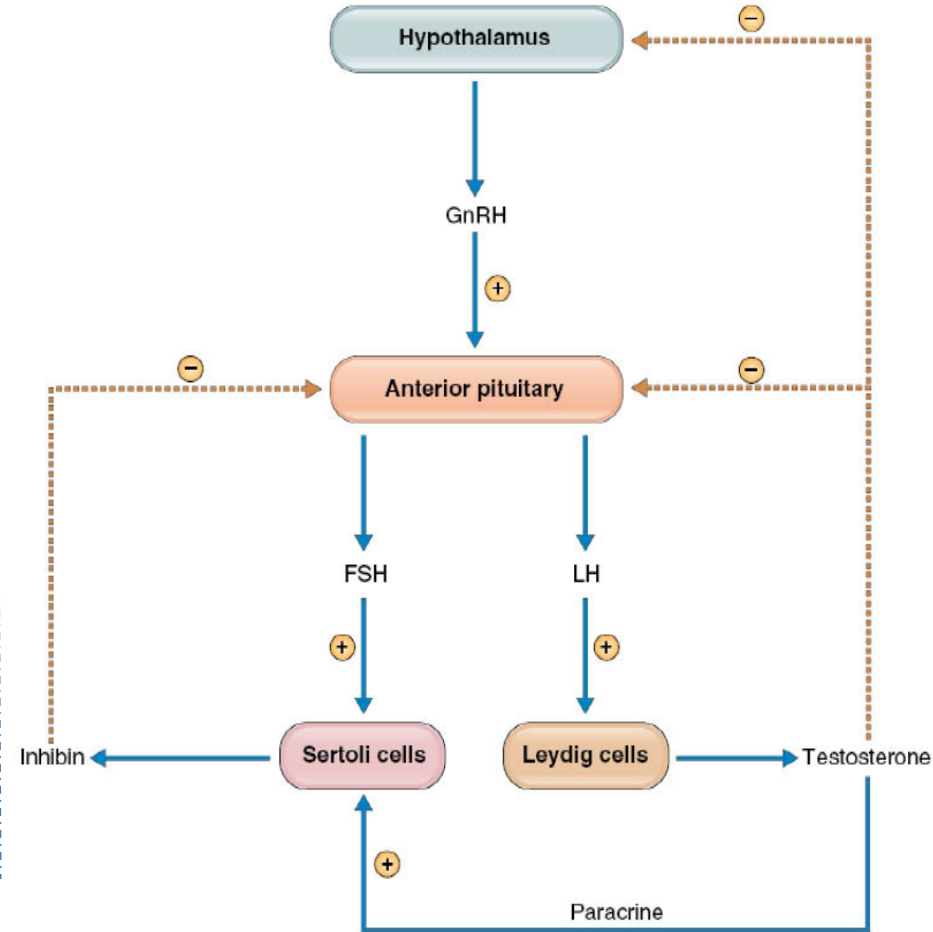 −
Hypothalamus
GnRH
+
−
−
Anterior pituitary
FSH
LH
+
+
Inhibin
Sertoli cells
Leydig cells
Testosterone
+
Paracrine